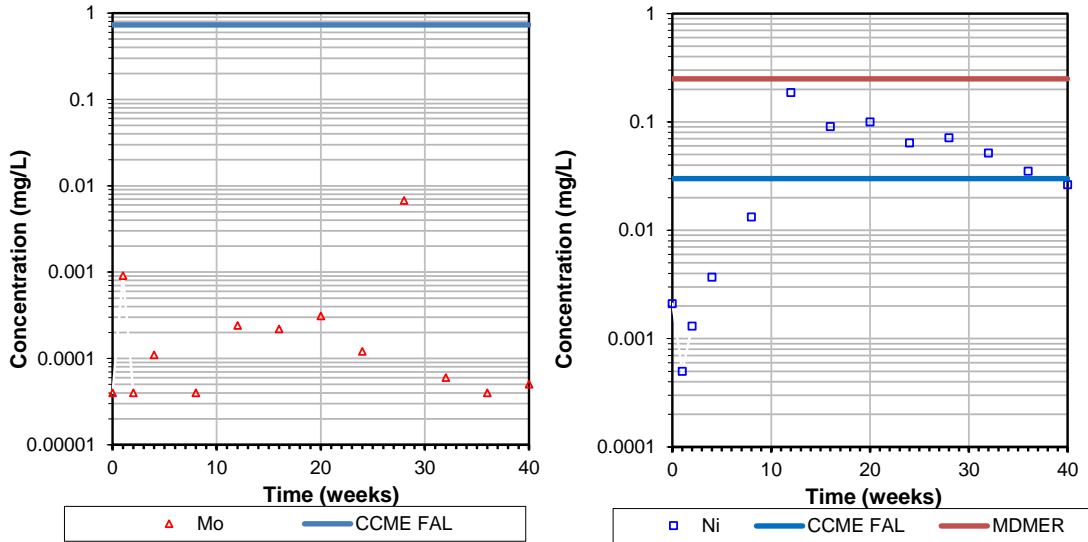 1
0.1
0.01
0.001
0.0001
0.00001
Concentration (mg/L)
0 10 20 30 40
Time (weeks)
Mo CCME FAL
1
0.1
0.01
0.001
0.0001
Concentration (mg/L)
0 10 20 30 40
Time (weeks)
Ni CCME FAL MDMER